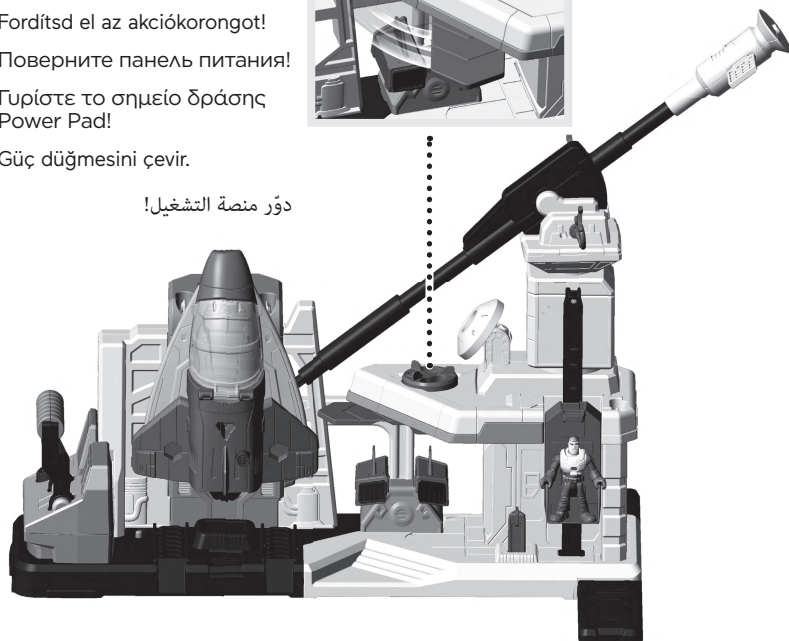 Fordítsd el az akciókorongot!
Поверните панель питания!
Γυρίστε το σημείο δράσης
Power Pad!
Güç düğmesini çevir.
دوّر منصة التشغيل!